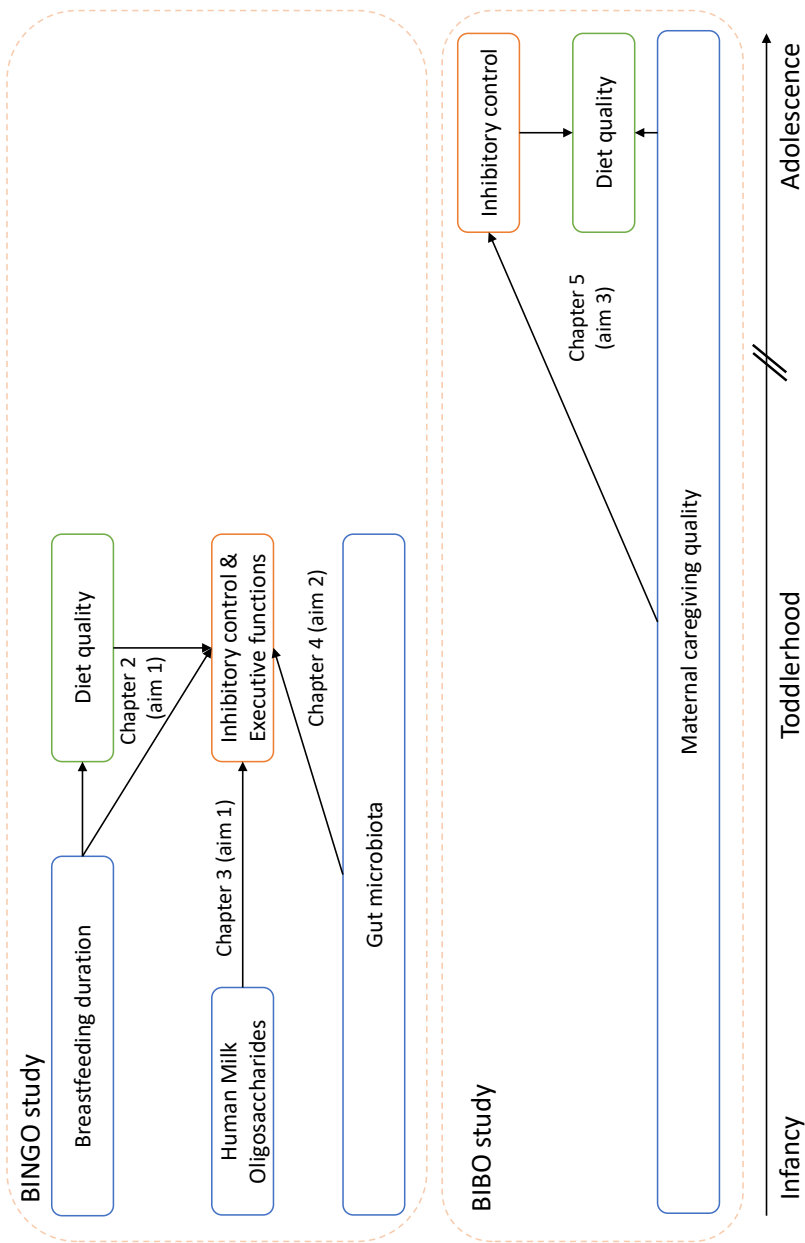 BINGO study
Breastfeeding duration
Diet quality
Chapter 2
(aim 1)
Human Milk
Oligosaccharides
Chapter 3 (aim 1)
Inhibitory control &
Executive functions
Chapter 4 (aim 2)
Gut microbiota
BIBO study
Inhibitory control
Chapter 5
(aim 3)
Diet quality
Maternal caregiving quality
Infancy
Toddlerhood
Adolescence